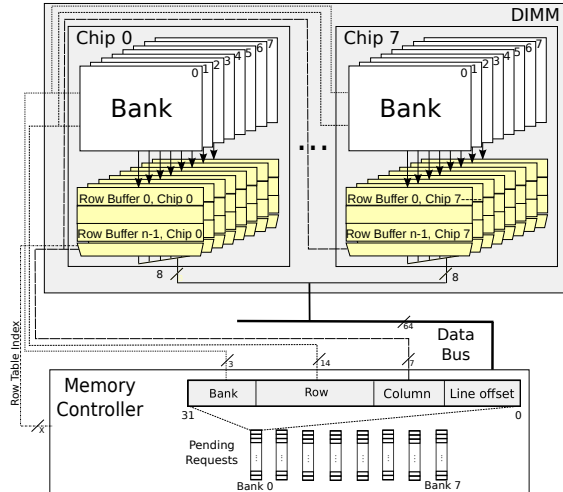 DIMM
Chip 0
Chip 7
0 1 2 3 4 5 6 7
0 1 2 3 4 5 6 7
Bank
Bank
...
Row Buffer 0, Chip 0
Row Buffer 0, Chip 7
Row Buffer n-1, Chip 0
Row Buffer n-1, Chip 7
8
8
64
Data
Bus
Row Table Index
3
14
7
x
Memory
Controller
Bank Row Column Line offset
31
0
Pending
Requests
Bank 0
Bank 7